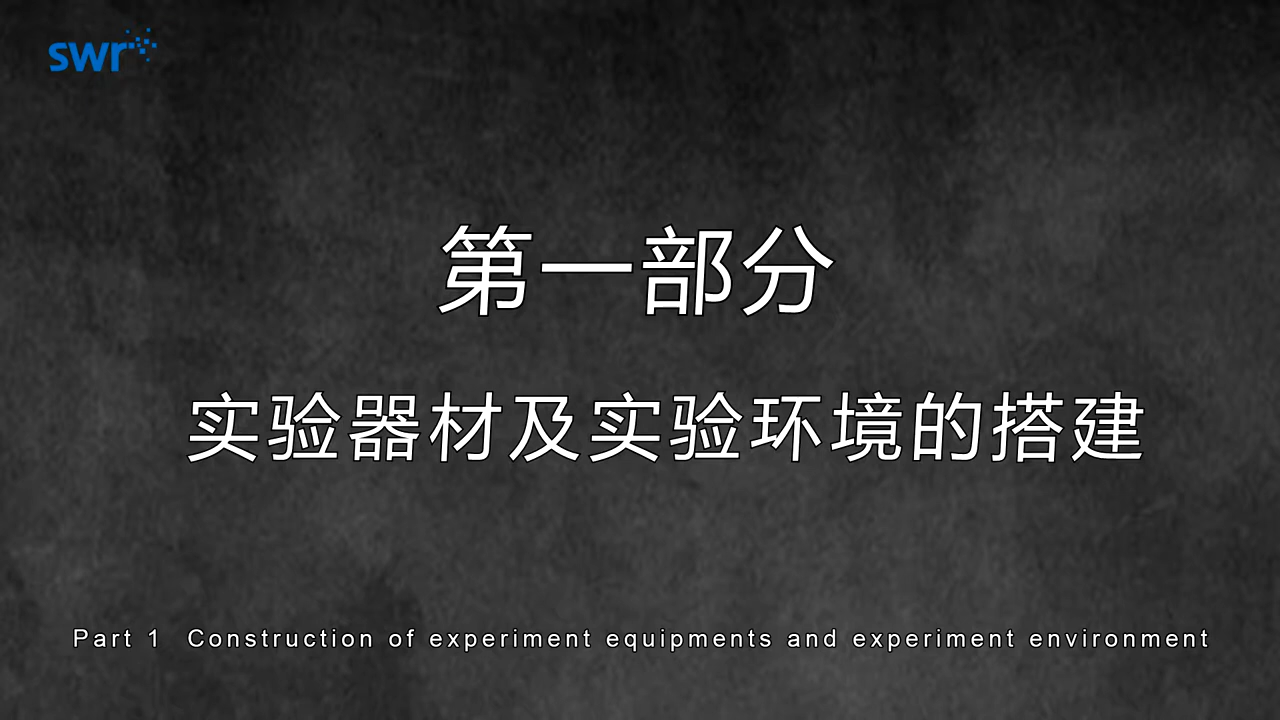 swr
第一部分
实验器材及实验环境的搭建
Part 1 Construction of experiment equipments and experiment environment